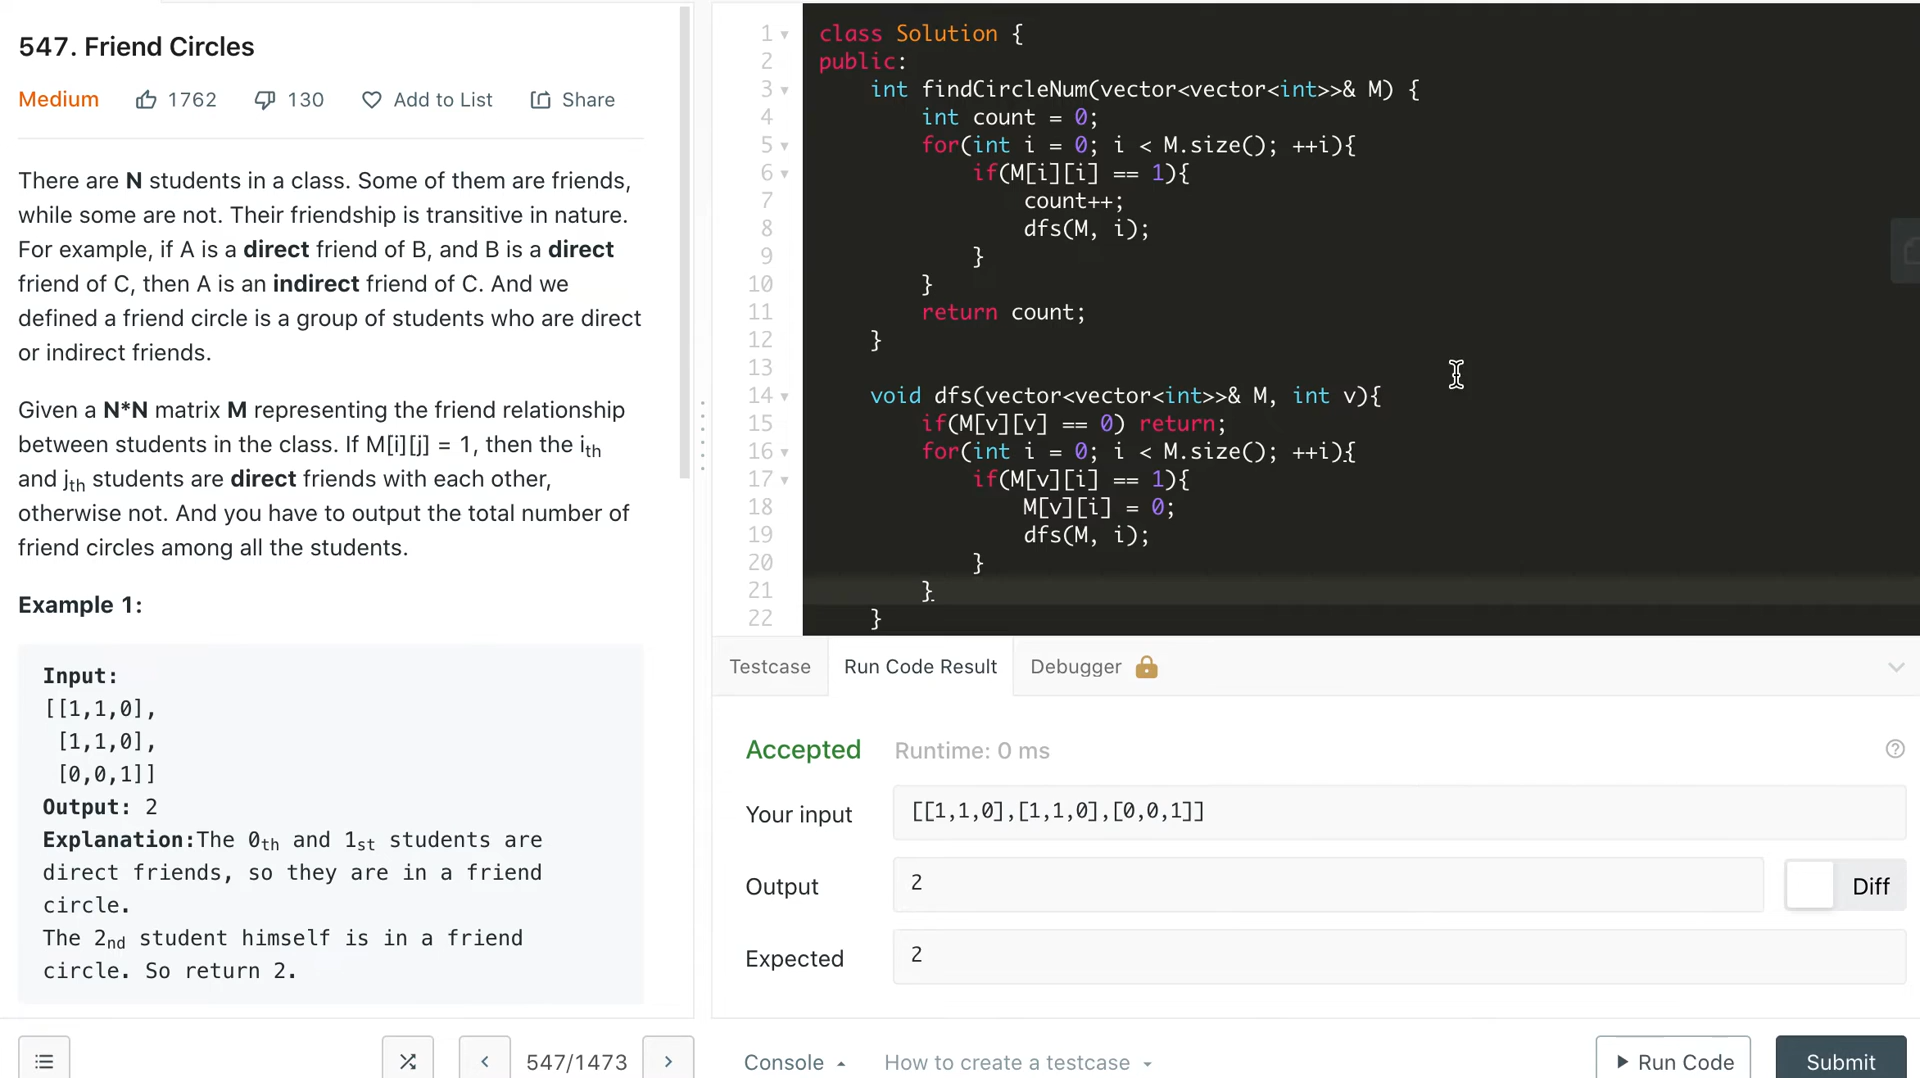 547. Friend Circles
Medium 1762 130 Add to List Share
There are N students in a class. Some of them are friends,
while some are not. Their friendship is transitive in nature.
For example, if A is a direct friend of B, and B is a direct
friend of C, then A is an indirect friend of C. And we
defined a friend circle is a group of students who are direct
or indirect friends.
Given a N*N matrix M representing the friend relationship
between students in the class. If M[i][j] = 1, then the ith
and jth students are direct friends with each other,
otherwise not. And you have to output the total number of
friend circles among all the students.
Example 1:
Input:
[[1,1,0],
[1,1,0],
[0,0,1]]
Output: 2
Explanation:The 0th and 1st students are
direct friends, so they are in a friend
circle.
The 2nd student himself is in a friend
circle. So return 2.
547/1473
1 class Solution {
2 public:
3     int findCircleNum(vector<vector<int>>& M) {
4         int count = 0;
5         for(int i = 0; i < M.size(); ++i){
6             if(M[i][i] == 1){
7                 count++;
8                 dfs(M, i);
9             }
10         }
11         return count;
12     }
13
14     void dfs(vector<vector<int>>& M, int v){
15         if(M[v][v] == 0) return;
16         for(int i = 0; i < M.size(); ++i){
17             if(M[v][i] == 1){
18                 M[v][i] = 0;
19                 dfs(M, i);
20             }
21         }
22     }
Testcase Run Code Result Debugger
Accepted Runtime: 0 ms
Your input [[1,1,0],[1,1,0],[0,0,1]]
Output 2 Diff
Expected 2
Console How to create a testcase Run Code Submit